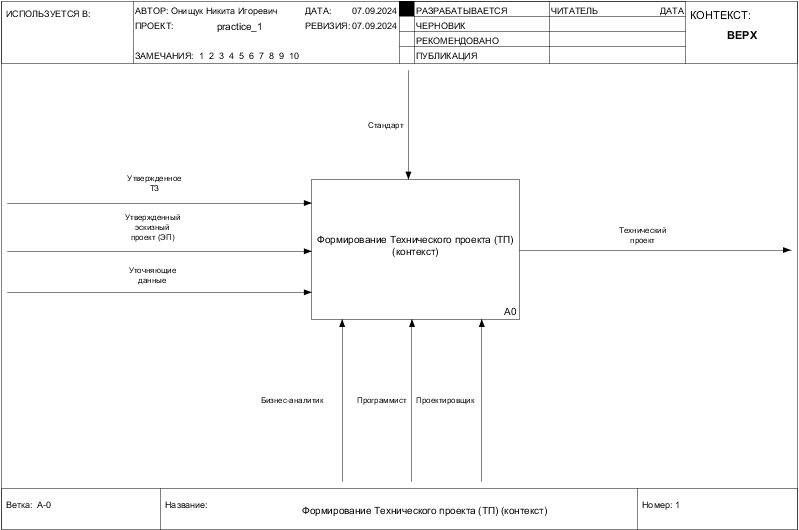 ИСПОЛЬЗУЕТСЯ В:
АВТОР: Онищук Никита Игоревич
ДАТА: 07.09.2024
ПРОЕКТ: practice_1
РЕВИЗИЯ: 07.09.2024
ЗАМЕЧАНИЯ: 1 2 3 4 5 6 7 8 9 10
РАЗРАБАТЫВАЕТСЯ
ЧЕРНОВИК
РЕКОМЕНДОВАНО
ПУБЛИКАЦИЯ
ЧИТАТЕЛЬ ДАТА
КОНТЕКСТ:
ВЕРХ
Стандарт
Утвержденное
ТЗ
Утвержденный
эскизный
проект (ЭП)
Уточняющие
данные
Формирование Технического проекта (ТП)
(контекст)
A0
Технический
проект
Бизнес-аналитик
Программист
Проектировщик
Ветка: A-0
Название:
Формирование Технического проекта (ТП) (контекст)
Номер: 1